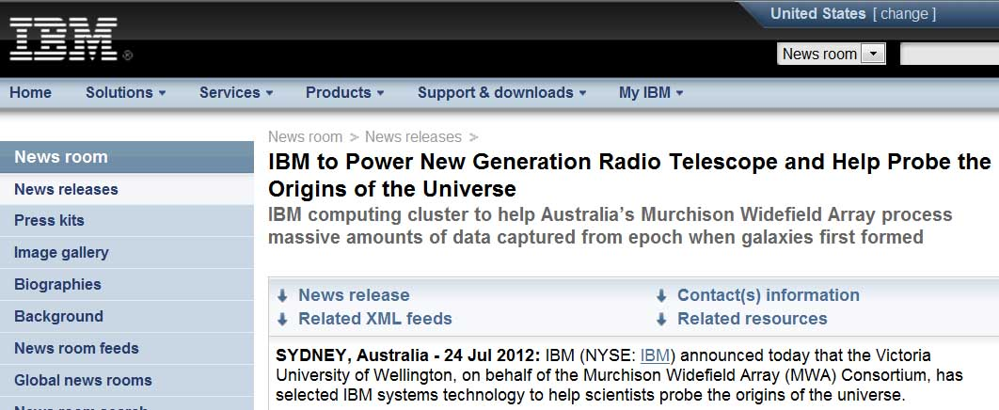 IBM®
United States [ change ]
News room
Home Solutions Services Products Support & downloads My IBM
News room > News releases >
News room
News releases
Press kits
Image gallery
Biographies
Background
News room feeds
Global news rooms
News room search
IBM to Power New Generation Radio Telescope and Help Probe the
Origins of the Universe
IBM computing cluster to help Australia’s Murchison Widefield Array process
massive amounts of data captured from epoch when galaxies first formed
News release Contact(s) information
Related XML feeds Related resources
SYDNEY, Australia - 24 Jul 2012: IBM (NYSE: IBM) announced today that the Victoria
University of Wellington, on behalf of the Murchison Widefield Array (MWA) Consortium, has
selected IBM systems technology to help scientists probe the origins of the universe.